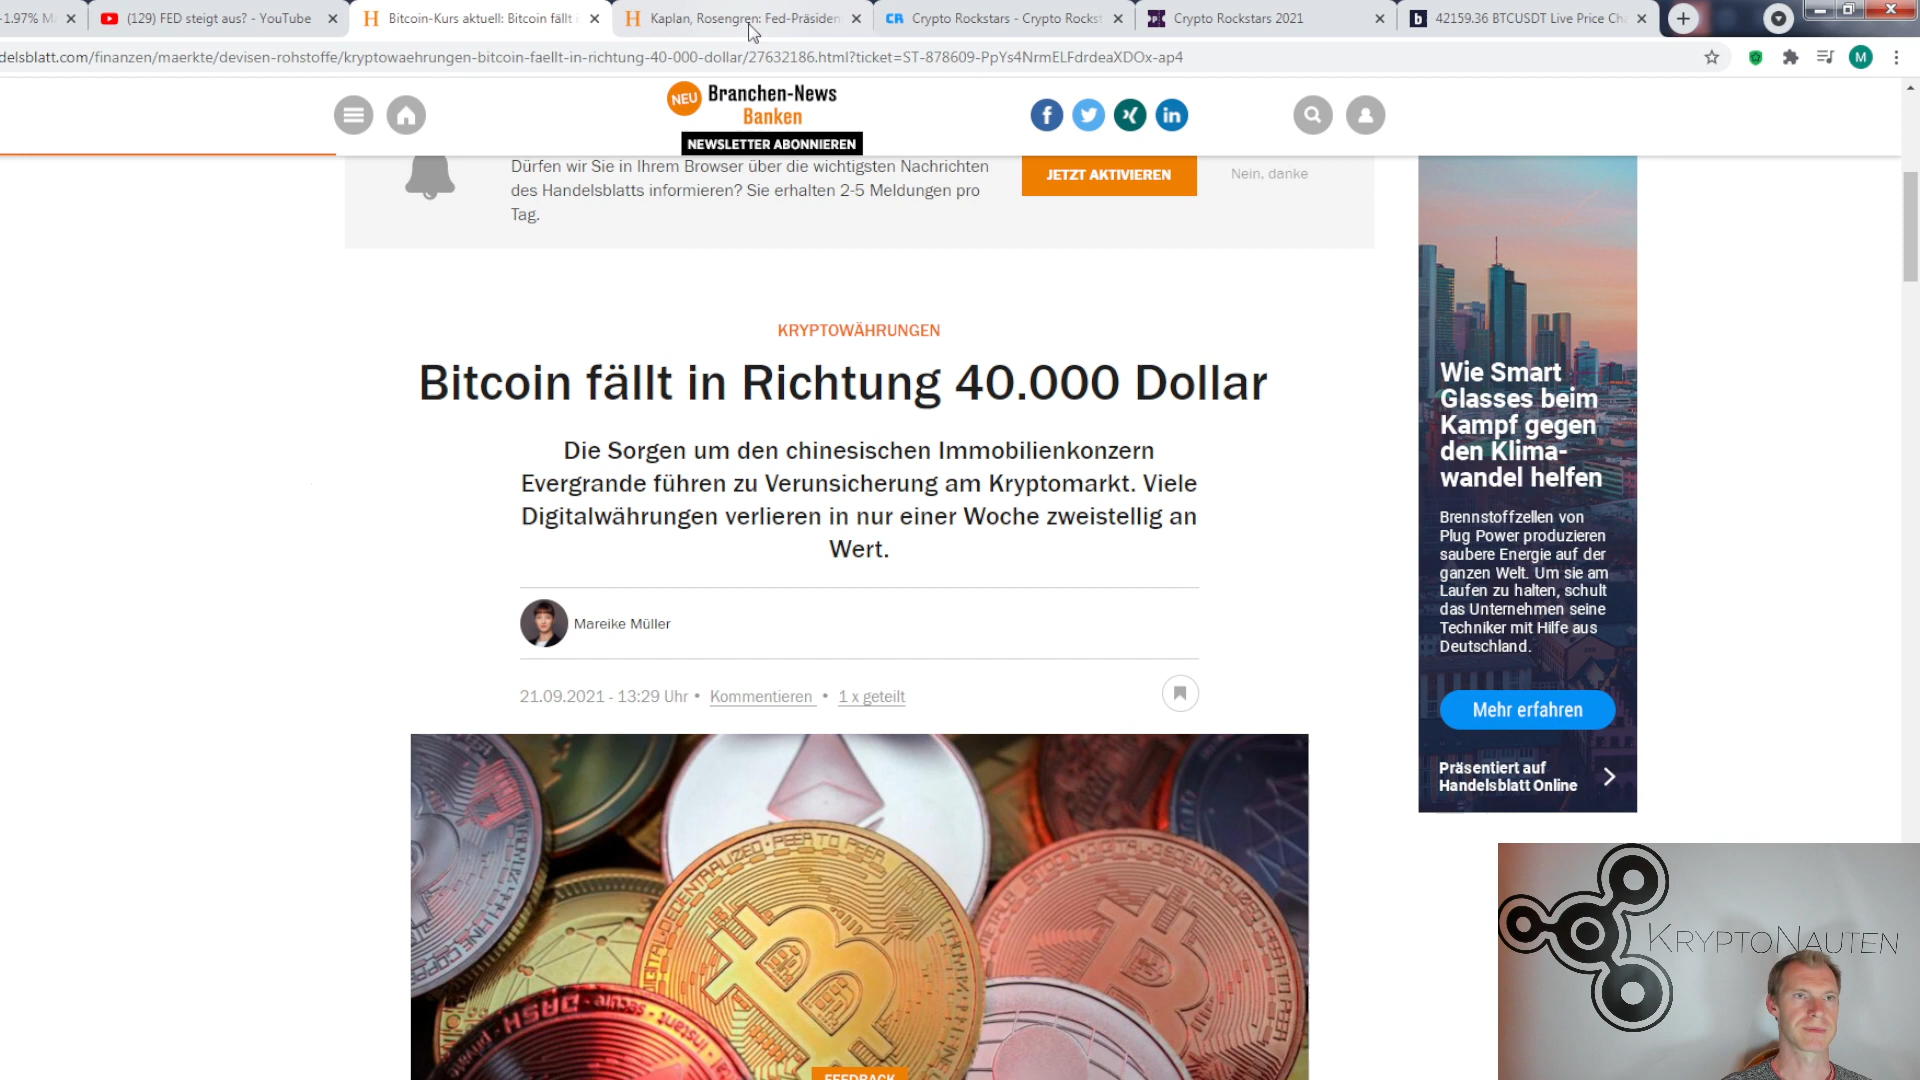 -1.97% M
(129) FED steigt aus? - YouTube
Bitcoin-Kurs aktuell: Bitcoin fällt i
Kaplan, Rosengren: Fed-Präsiden
Crypto Rockstars - Crypto Rockst
Crypto Rockstars 2021
42159.36 BTCUSDT Live Price Ch
delsblatt.com/finanzen/maerkte/devisen-rohstoffe/kryptowaehrungen-bitcoin-faellt-in-richtung-40-000-dollar/27632186.html?ticket=ST-878609-PpYs4NrmELFdrdeaXDOx-ap4
M
NEU
Branchen-News
Banken
NEWSLETTER ABONNIEREN
Dürfen wir Sie in Ihrem Browser über die wichtigsten Nachrichten
des Handelsblatts informieren? Sie erhalten 2-5 Meldungen pro
Tag.
JETZT AKTIVIEREN
Nein, danke
KRYPTOWÄHRUNGEN
Bitcoin fällt in Richtung 40.000 Dollar
Die Sorgen um den chinesischen Immobilienkonzern
Evergrande führen zu Verunsicherung am Kryptomarkt. Viele
Digitalwährungen verlieren in nur einer Woche zweistellig an
Wert.
Mareike Müller
21.09.2021 - 13:29 Uhr • Kommentieren • 1 x geteilt
Wie Smart
Glasses beim
Kampf gegen
den Klima-
wandel helfen
Brennstoffzellen von
Plug Power produzieren
saubere Energie auf der
ganzen Welt. Um sie am
Laufen zu halten, schult
das Unternehmen seine
Techniker mit Hilfe aus
Deutschland.
Mehr erfahren
Präsentiert auf
Handelsblatt Online
DECENTRALIZED • PEER TO PEER
DASH
FEEDBACK
KRYPTONAUTEN